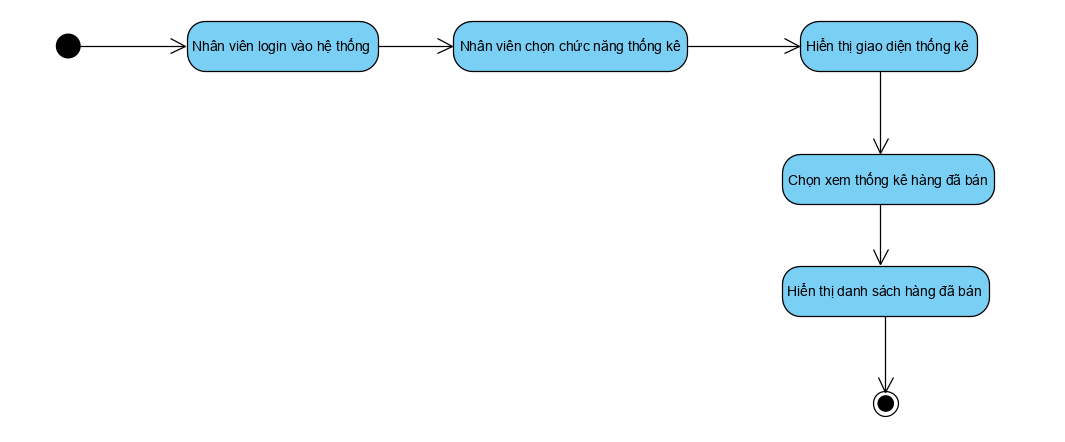 Nhân viên login vào hệ thống
Nhân viên chọn chức năng thống kê
Hiển thị giao diện thống kê
Chọn xem thống kê hàng đã bán
Hiển thị danh sách hàng đã bán